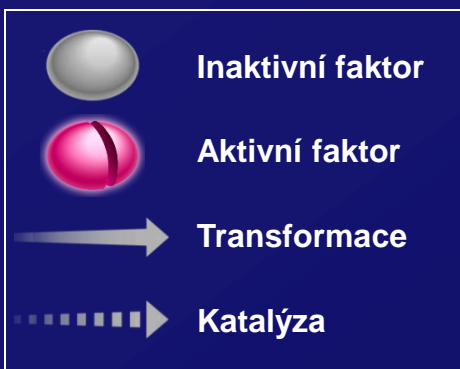 Inaktivní faktor
Aktivní faktor
Transformace
Katalýza